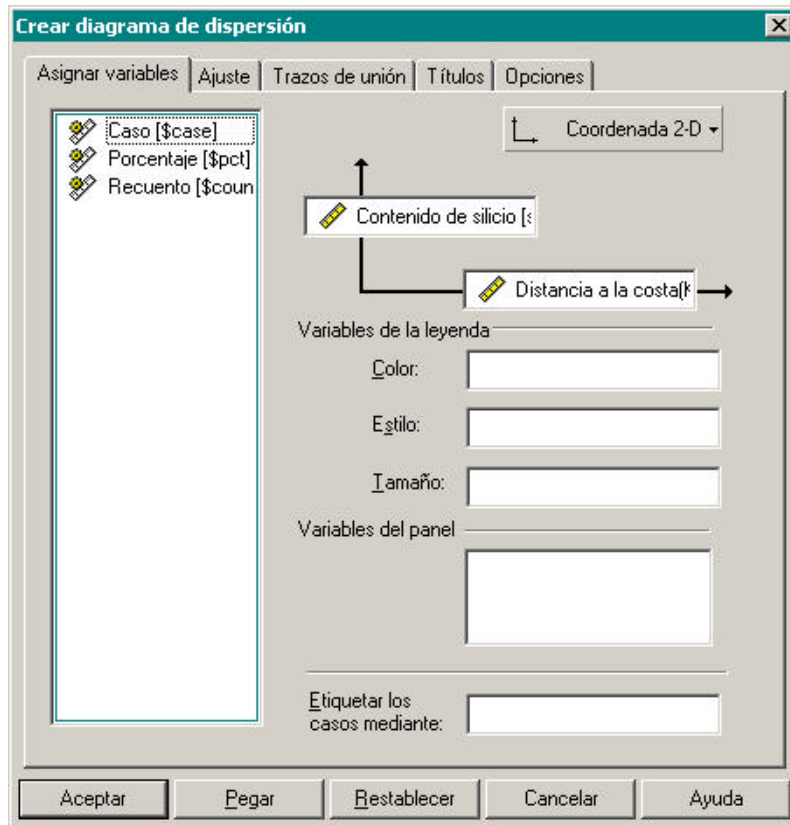 Crear diagrama de dispersión
Asignar variables Ajuste Trazos de unión Títulos Opciones
Caso [$case]
Porcentaje [$pct]
Recuento [$coun
Coordenada 2-D
Contenido de silicio [s
Distancia a la costa(K
Variables de la leyenda
Color:
Estilo:
Tamaño:
Variables del panel
Etiquetar los
casos mediante:
Aceptar Pegar Restablecer Cancelar Ayuda